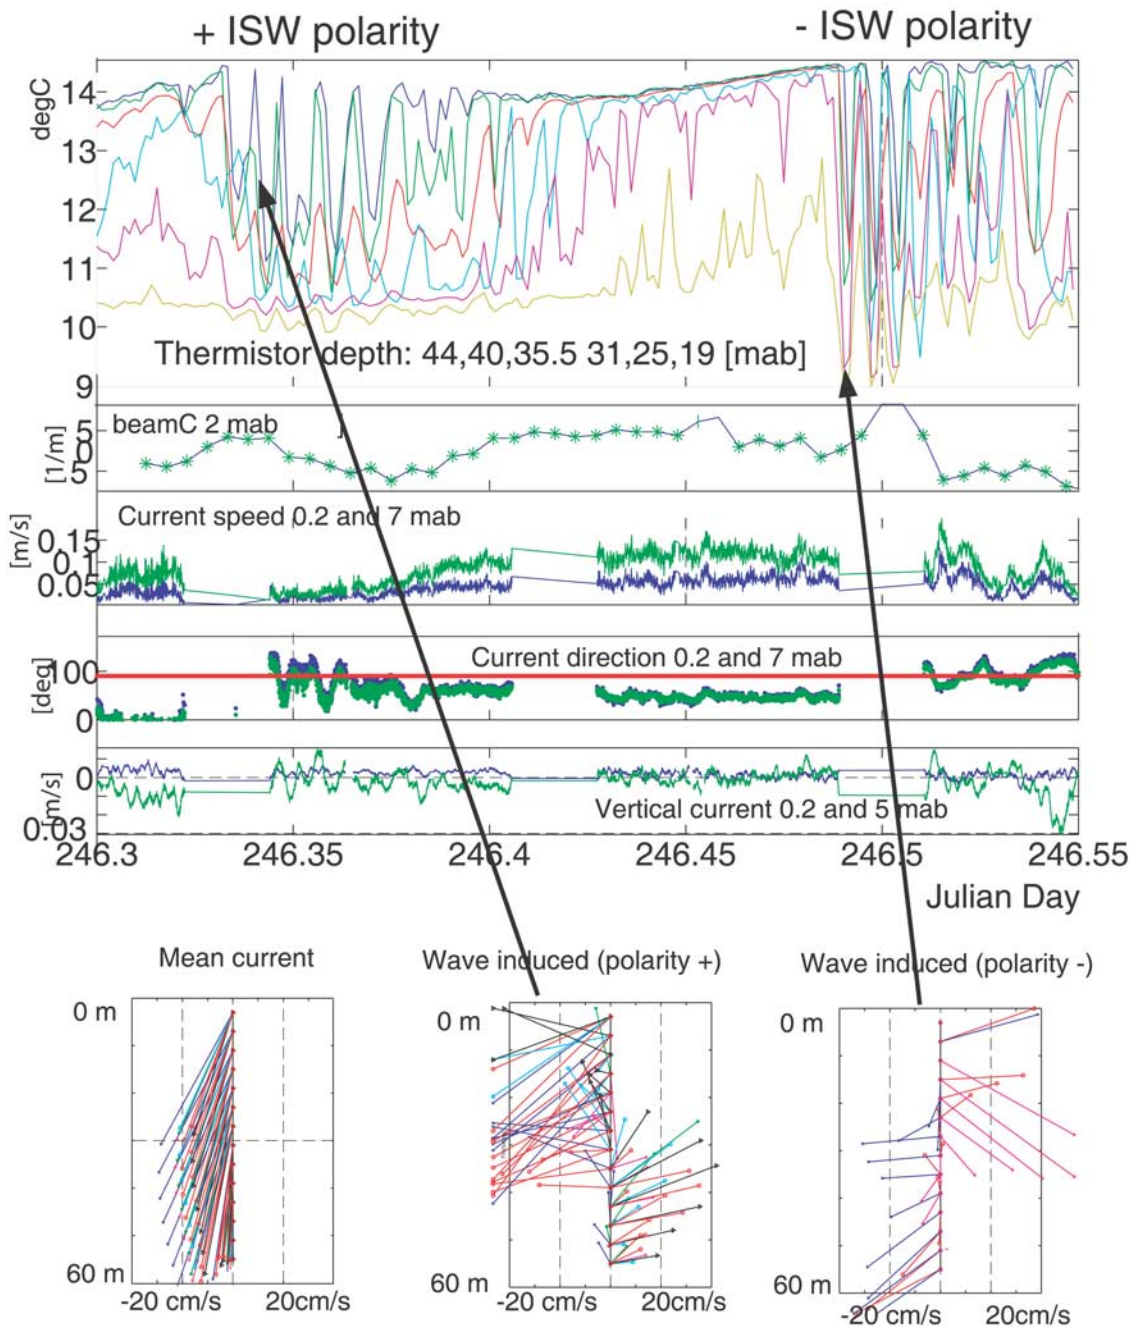 + ISW polarity
- ISW polarity
degC
14
13
12
11
10
9
Thermistor depth: 44,40,35.5 31,25,19 [mab]
beamC 2 mab
[1/m]
5
0
5
Current speed 0.2 and 7 mab
[m/s]
0.15
0.1
0.05
Current direction 0.2 and 7 mab
[deg]
100
0
[m/s]
0
0.03
Vertical current 0.2 and 5 mab
246.3 246.35 246.4 246.45 246.5 246.55
Julian Day
Mean current
Wave induced (polarity +)
Wave induced (polarity -)
0 m
60 m
-20 cm/s 20cm/s
0 m
60 m
-20 cm/s 20cm/s
0 m
60 m
-20 cm/s 20cm/s